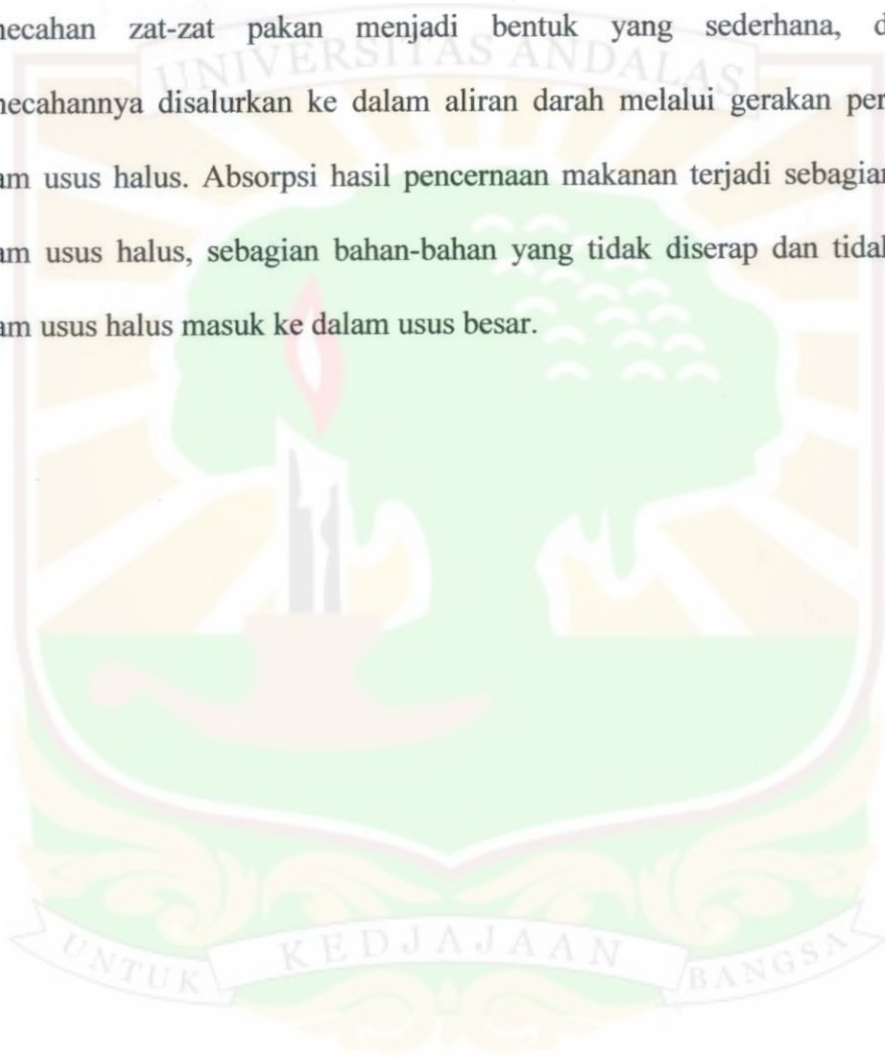 necahan zat-zat pakan menjadi bentuk yang sederhana, d
UNIVERSITAS ANDALAS
necahannya disalurkan ke dalam aliran darah melalui gerakan per
am usus halus. Absorpsi hasil pencernaan makanan terjadi sebagian
am usus halus, sebagian bahan-bahan yang tidak diserap dan tidak
am usus halus masuk ke dalam usus besar.
UNTUK KEDJAJAAN BANGSA